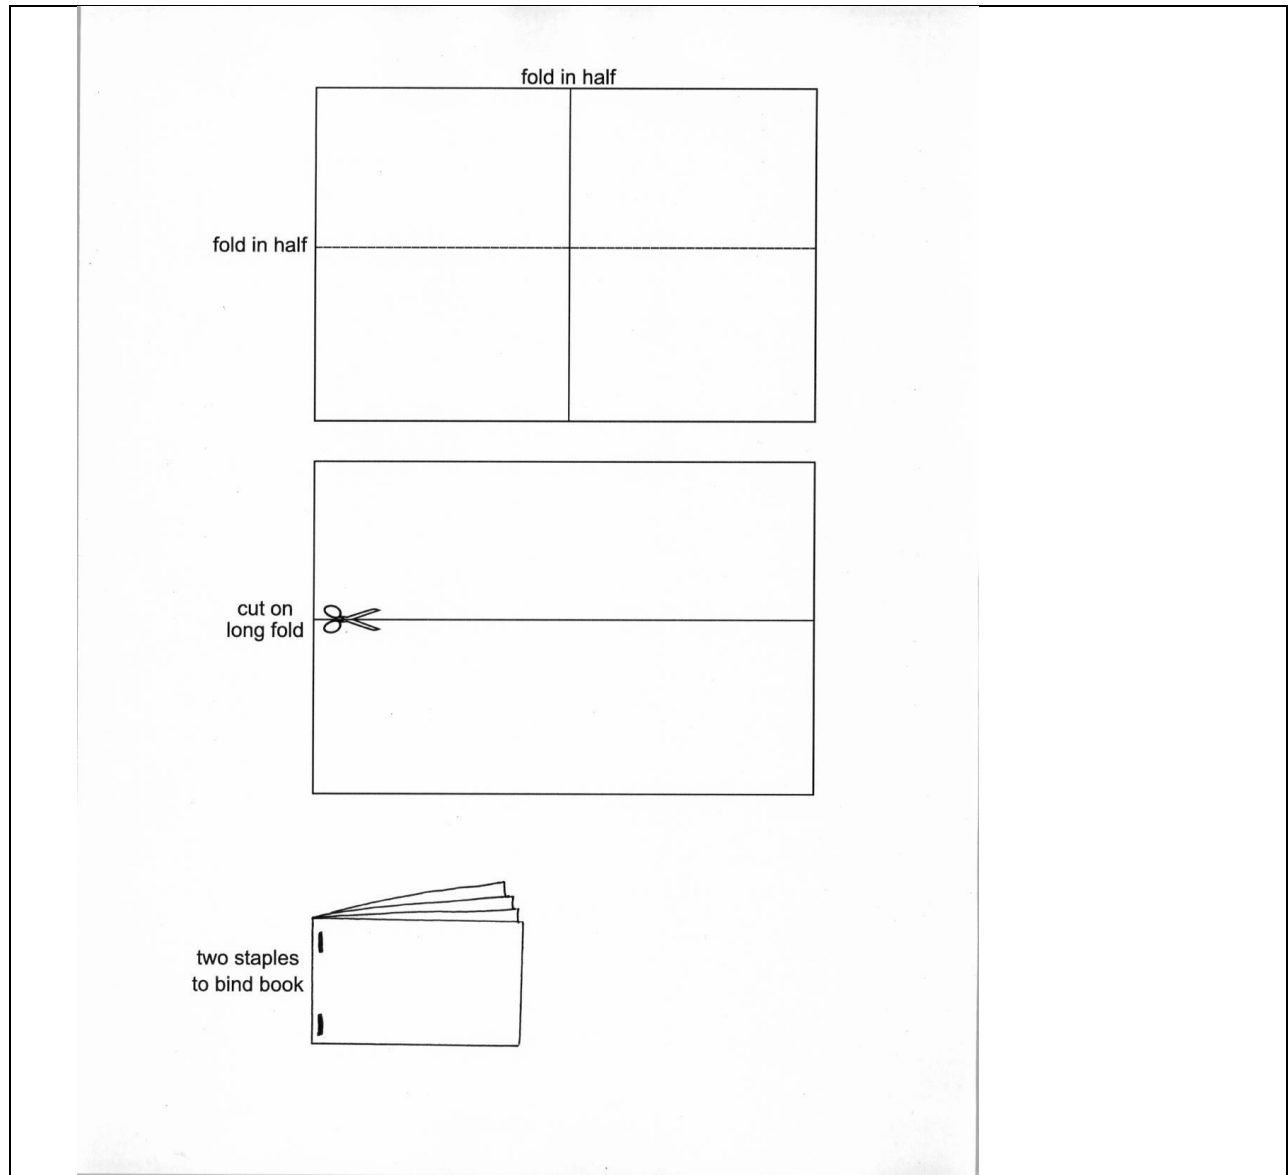 fold in half
fold in half
cut on
long fold
two staples
to bind book